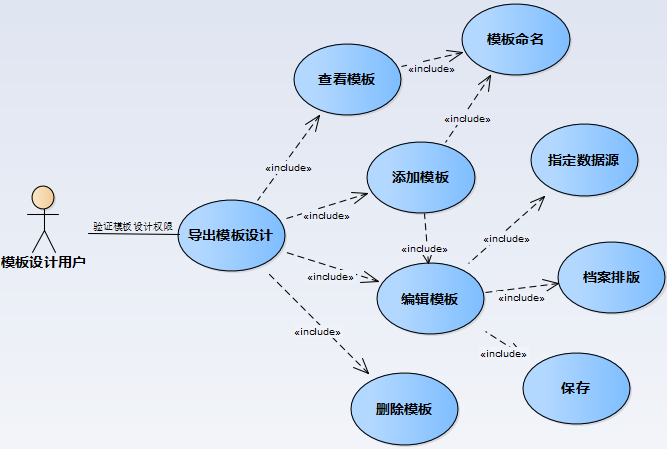 模板命名
查看模板
«include»
«include»
指定数据源
«include»
添加模板
«include»
验证模板设计权限
导出模板设计
«include»
«include»
模板设计用户
«include»
档案排版
编辑模板
«include»
«include»
«include»
保存
删除模板